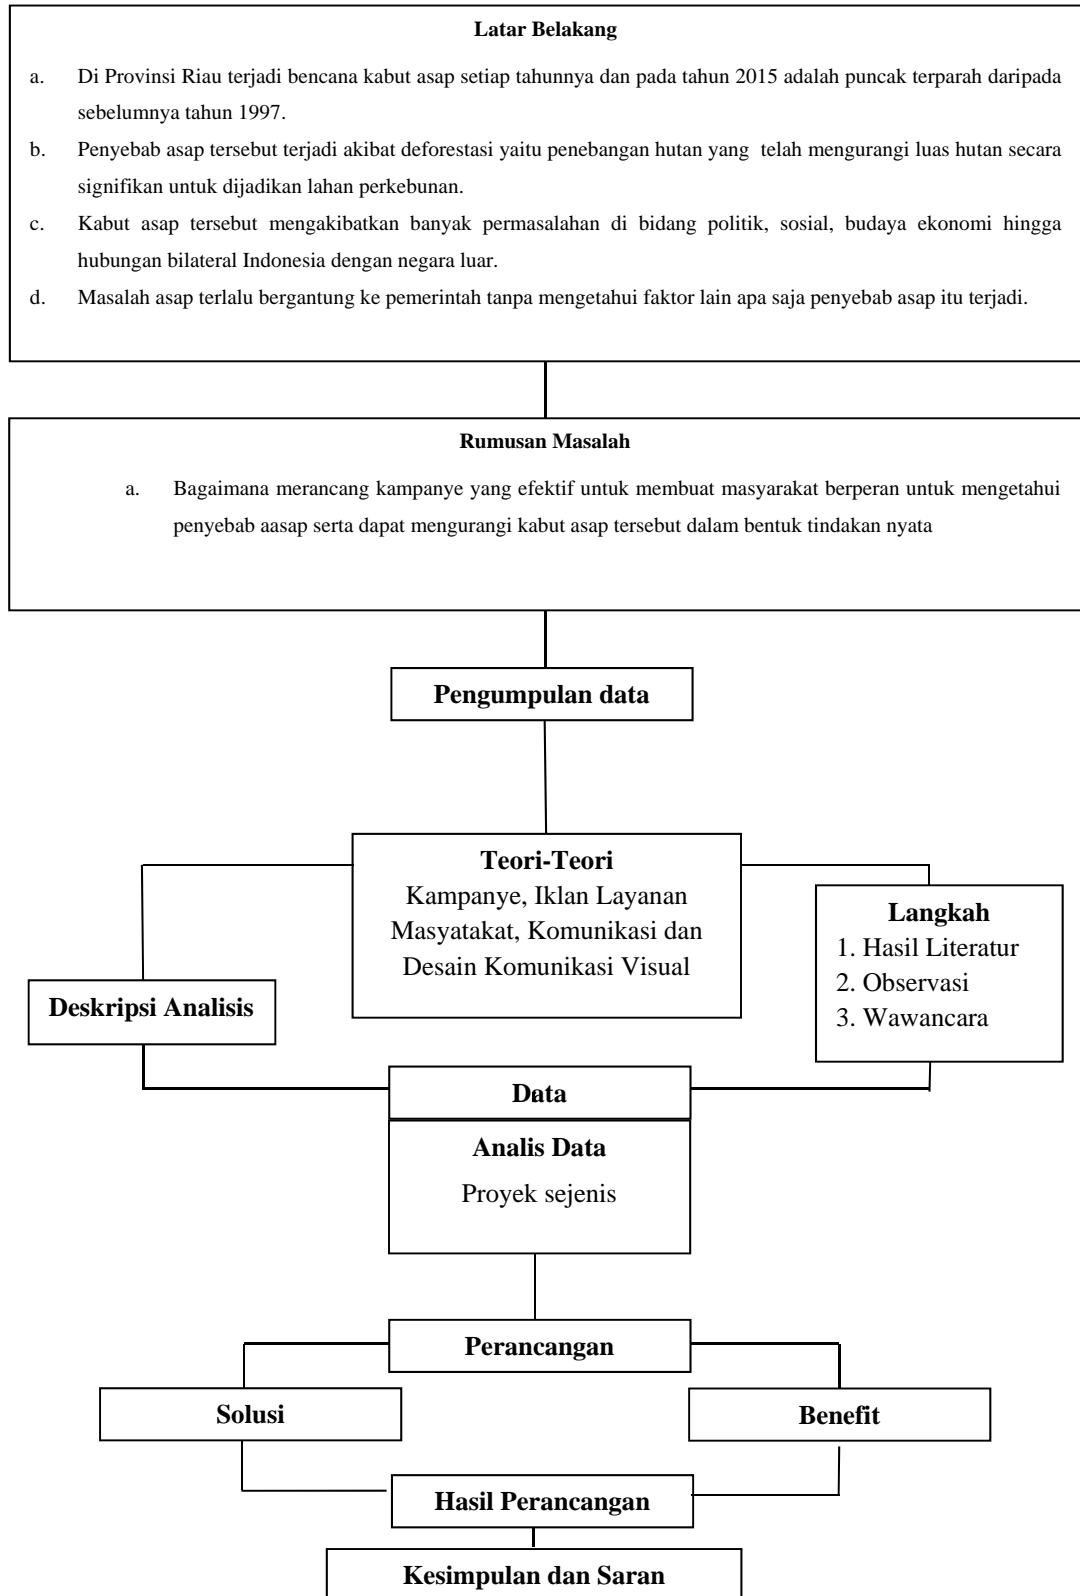 Latar Belakang
a. Di Provinsi Riau terjadi bencana kabut asap setiap tahunnya dan pada tahun 2015 adalah puncak terparah daripada
sebelumnya tahun 1997.
b. Penyebab asap tersebut terjadi akibat deforestasi yaitu penebangan hutan yang telah mengurangi luas hutan secara
signifikan untuk dijadikan lahan perkebunan.
c. Kabut asap tersebut mengakibatkan banyak permasalahan di bidang politik, sosial, budaya ekonomi hingga
hubungan bilateral Indonesia dengan negara luar.
d. Masalah asap terlalu bergantung ke pemerintah tanpa mengetahui faktor lain apa saja penyebab asap itu terjadi.
Rumusan Masalah
a. Bagaimana merancang kampanye yang efektif untuk membuat masyarakat berperan untuk mengetahui
penyebab aasap serta dapat mengurangi kabut asap tersebut dalam bentuk tindakan nyata
Pengumpulan data
Teori-Teori
Kampanye, Iklan Layanan
Masyatakat, Komunikasi dan
Desain Komunikasi Visual
Langkah
1. Hasil Literatur
2. Observasi
3. Wawancara
Deskripsi Analisis
Data
Analis Data
Proyek sejenis
Perancangan
Solusi
Benefit
Hasil Perancangan
Kesimpulan dan Saran